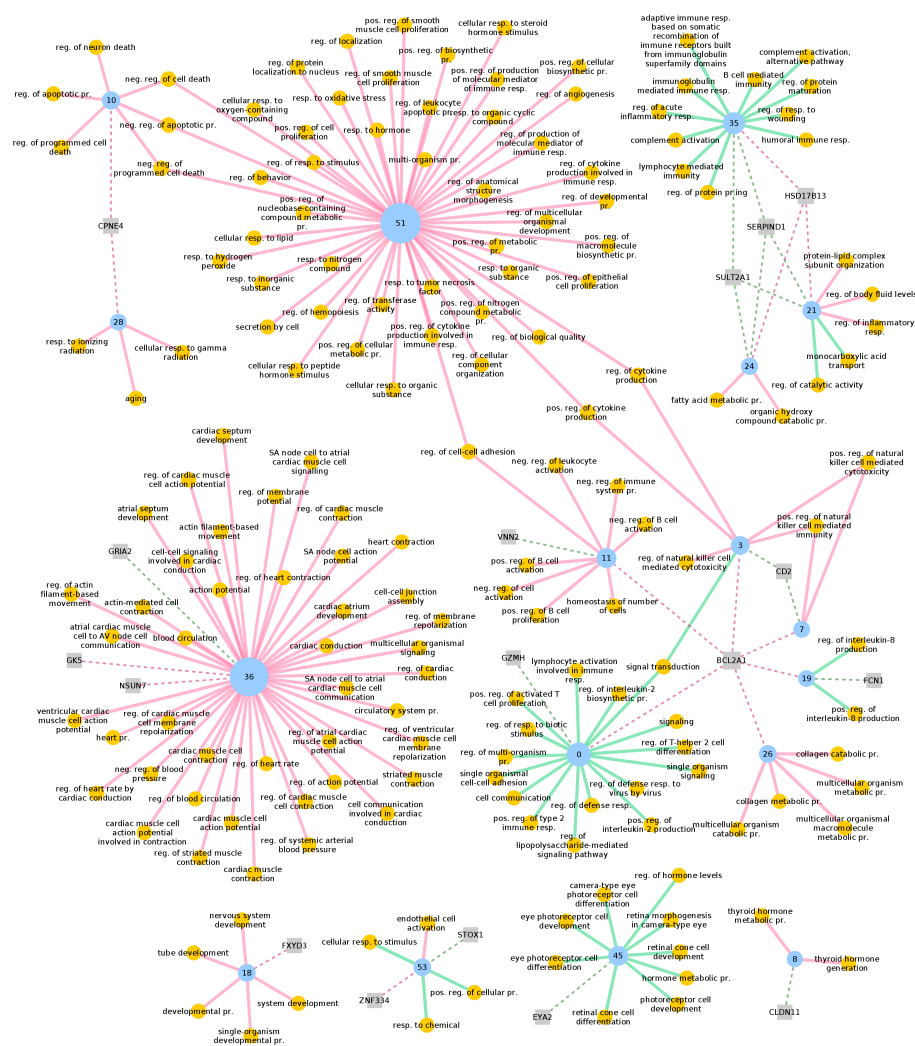 adaptive immune resp.
based on somatic
recombination of
immune receptors built
from immunoglobulin
superfamily domains
complement activation,
alternative pathway
B cell mediated
immunity
immunoglobulin
mediated immune resp.
reg. of protein
maturation
reg. of acute
inflammatory resp.
reg. of resp. to
wounding
35
complement activation
humoral immune resp.
lymphocyte mediated
immunity
reg. of protein pr.ing
HSD17B13
SERPIND1
SULT2A1
protein-lipid complex
subunit organization
reg. of body fluid levels
21
reg. of inflammatory
resp.
monocarboxylic acid
transport
24
reg. of catalytic activity
fatty acid metabolic pr.
organic hydroxy
compound catabolic pr.
reg. of neuron death
neg. reg. of cell death
reg. of apoptotic pr.
10
neg. reg. of apoptotic pr.
reg. of programmed cell
death
neg. reg. of
programmed cell death
CPNE4
28
resp. to ionizing
radiation
cellular resp. to gamma
radiation
aging
pos. reg. of smooth
muscle cell proliferation
cellular resp. to steroid
hormone stimulus
reg. of localization
pos. reg. of biosynthetic
pr.
reg. of protein
localization to nucleus
reg. of smooth muscle
cell proliferation
pos. reg. of production
of molecular mediator
of immune resp.
pos. reg. of cellular
biosynthetic pr.
cellular resp. to
oxygen-containing
compound
resp. to oxidative stress
reg. of leukocyte
apoptotic pr.
resp. to organic cyclic
compound
reg. of angiogenesis
pos. reg. of cell
proliferation
resp. to hormone
reg. of production of
molecular mediator of
immune resp.
reg. of resp. to stimulus
multi-organism pr.
reg. of cytokine
production involved in
immune resp.
reg. of behavior
reg. of anatomical
structure
morphogenesis
reg. of developmental
pr.
pos. reg. of
nucleobase-containing
compound metabolic
pr.
51
reg. of multicellular
organismal
development
cellular resp. to lipid
pos. reg. of metabolic
pr.
pos. reg. of
macromolecule
biosynthetic pr.
resp. to hydrogen
peroxide
resp. to nitrogen
compound
resp. to organic
substance
pos. reg. of epithelial
cell proliferation
resp. to inorganic
substance
resp. to tumor necrosis
factor
reg. of hemopoiesis
reg. of transferase
activity
pos. reg. of nitrogen
compound metabolic
pr.
secretion by cell
pos. reg. of cytokine
production involved in
immune resp.
reg. of biological quality
pos. reg. of cellular
metabolic pr.
cellular resp. to peptide
hormone stimulus
reg. of cellular
component
organization
reg. of cytokine
production
cellular resp. to organic
substance
pos. reg. of cytokine
production
cardiac septum
development
SA node cell to atrial
cardiac muscle cell
signalling
reg. of cardiac muscle
cell action potential
reg. of membrane
potential
atrial septum
development
reg. of cardiac muscle
contraction
actin filament-based
movement
GRIA2
cell-cell signaling
involved in cardiac
conduction
SA node cell action
potential
heart contraction
reg. of actin
filament-based
movement
action potential
reg. of heart contraction
actin-mediated cell
contraction
cardiac atrium
development
cell-cell junction
assembly
atrial cardiac muscle
cell to AV node cell
communication
blood circulation
cardiac conduction
reg. of membrane
repolarization
multicellular organismal
signaling
GK5
NSUN7
36
SA node cell to atrial
cardiac muscle cell
communication
reg. of cardiac
conduction
ventricular cardiac
muscle cell action
potential
reg. of cardiac muscle
cell membrane
repolarization
circulatory system pr.
heart pr.
cardiac muscle cell
contraction
reg. of atrial cardiac
muscle cell action
potential
reg. of ventricular
cardiac muscle cell
membrane
repolarization
neg. reg. of blood
pressure
reg. of heart rate
reg. of action potential
striated muscle
contraction
reg. of heart rate by
cardiac conduction
reg. of blood circulation
reg. of cardiac muscle
cell contraction
cell communication
involved in cardiac
conduction
cardiac muscle cell
action potential
involved in contraction
cardiac muscle cell
action potential
reg. of systemic arterial
blood pressure
reg. of striated muscle
contraction
cardiac muscle
contraction
reg. of cell-cell adhesion
neg. reg. of leukocyte
activation
neg. reg. of immune
system pr.
neg. reg. of B cell
activation
VNN2
pos. reg. of B cell
activation
11
neg. reg. of cell
activation
pos. reg. of B cell
proliferation
homeostasis of number
of cells
pos. reg. of natural
killer cell mediated
cytotoxicity
pos. reg. of natural
killer cell mediated
immunity
3
reg. of natural killer cell
mediated cytotoxicity
CD2
7
GZMH
BCL2A1
lymphocyte activation
involved in immune
resp.
signal transduction
reg. of interleukin-8
production
19
FCN1
pos. reg. of
interleukin-8 production
pos. reg. of activated T
cell proliferation
reg. of interleukin-2
biosynthetic pr.
reg. of resp. to biotic
stimulus
signaling
reg. of multi-organism
pr.
0
reg. of T-helper 2 cell
differentiation
single organismal
cell-cell adhesion
single organism
signaling
reg. of defense resp. to
virus by virus
cell communication
reg. of defense resp.
pos. reg. of type 2
immune resp.
pos. reg. of
interleukin-2 production
reg. of
lipopolysaccharide-mediated
signaling pathway
26
collagen catabolic pr.
multicellular organism
metabolic pr.
collagen metabolic pr.
multicellular organism
catabolic pr.
multicellular organismal
macromolecule
metabolic pr.
nervous system
development
FXYD3
tube development
18
developmental pr.
system development
single-organism
developmental pr.
endothelial cell
activation
STOX1
cellular resp. to stimulus
53
ZNF334
pos. reg. of cellular pr.
resp. to chemical
camera-type eye
photoreceptor cell
differentiation
reg. of hormone levels
eye photoreceptor cell
development
retina morphogenesis
in camera-type eye
45
eye photoreceptor cell
differentiation
retinal cone cell
development
hormone metabolic pr.
EYA2
retinal cone cell
differentiation
photoreceptor cell
development
thyroid hormone
metabolic pr.
8
thyroid hormone
generation
CLDN11